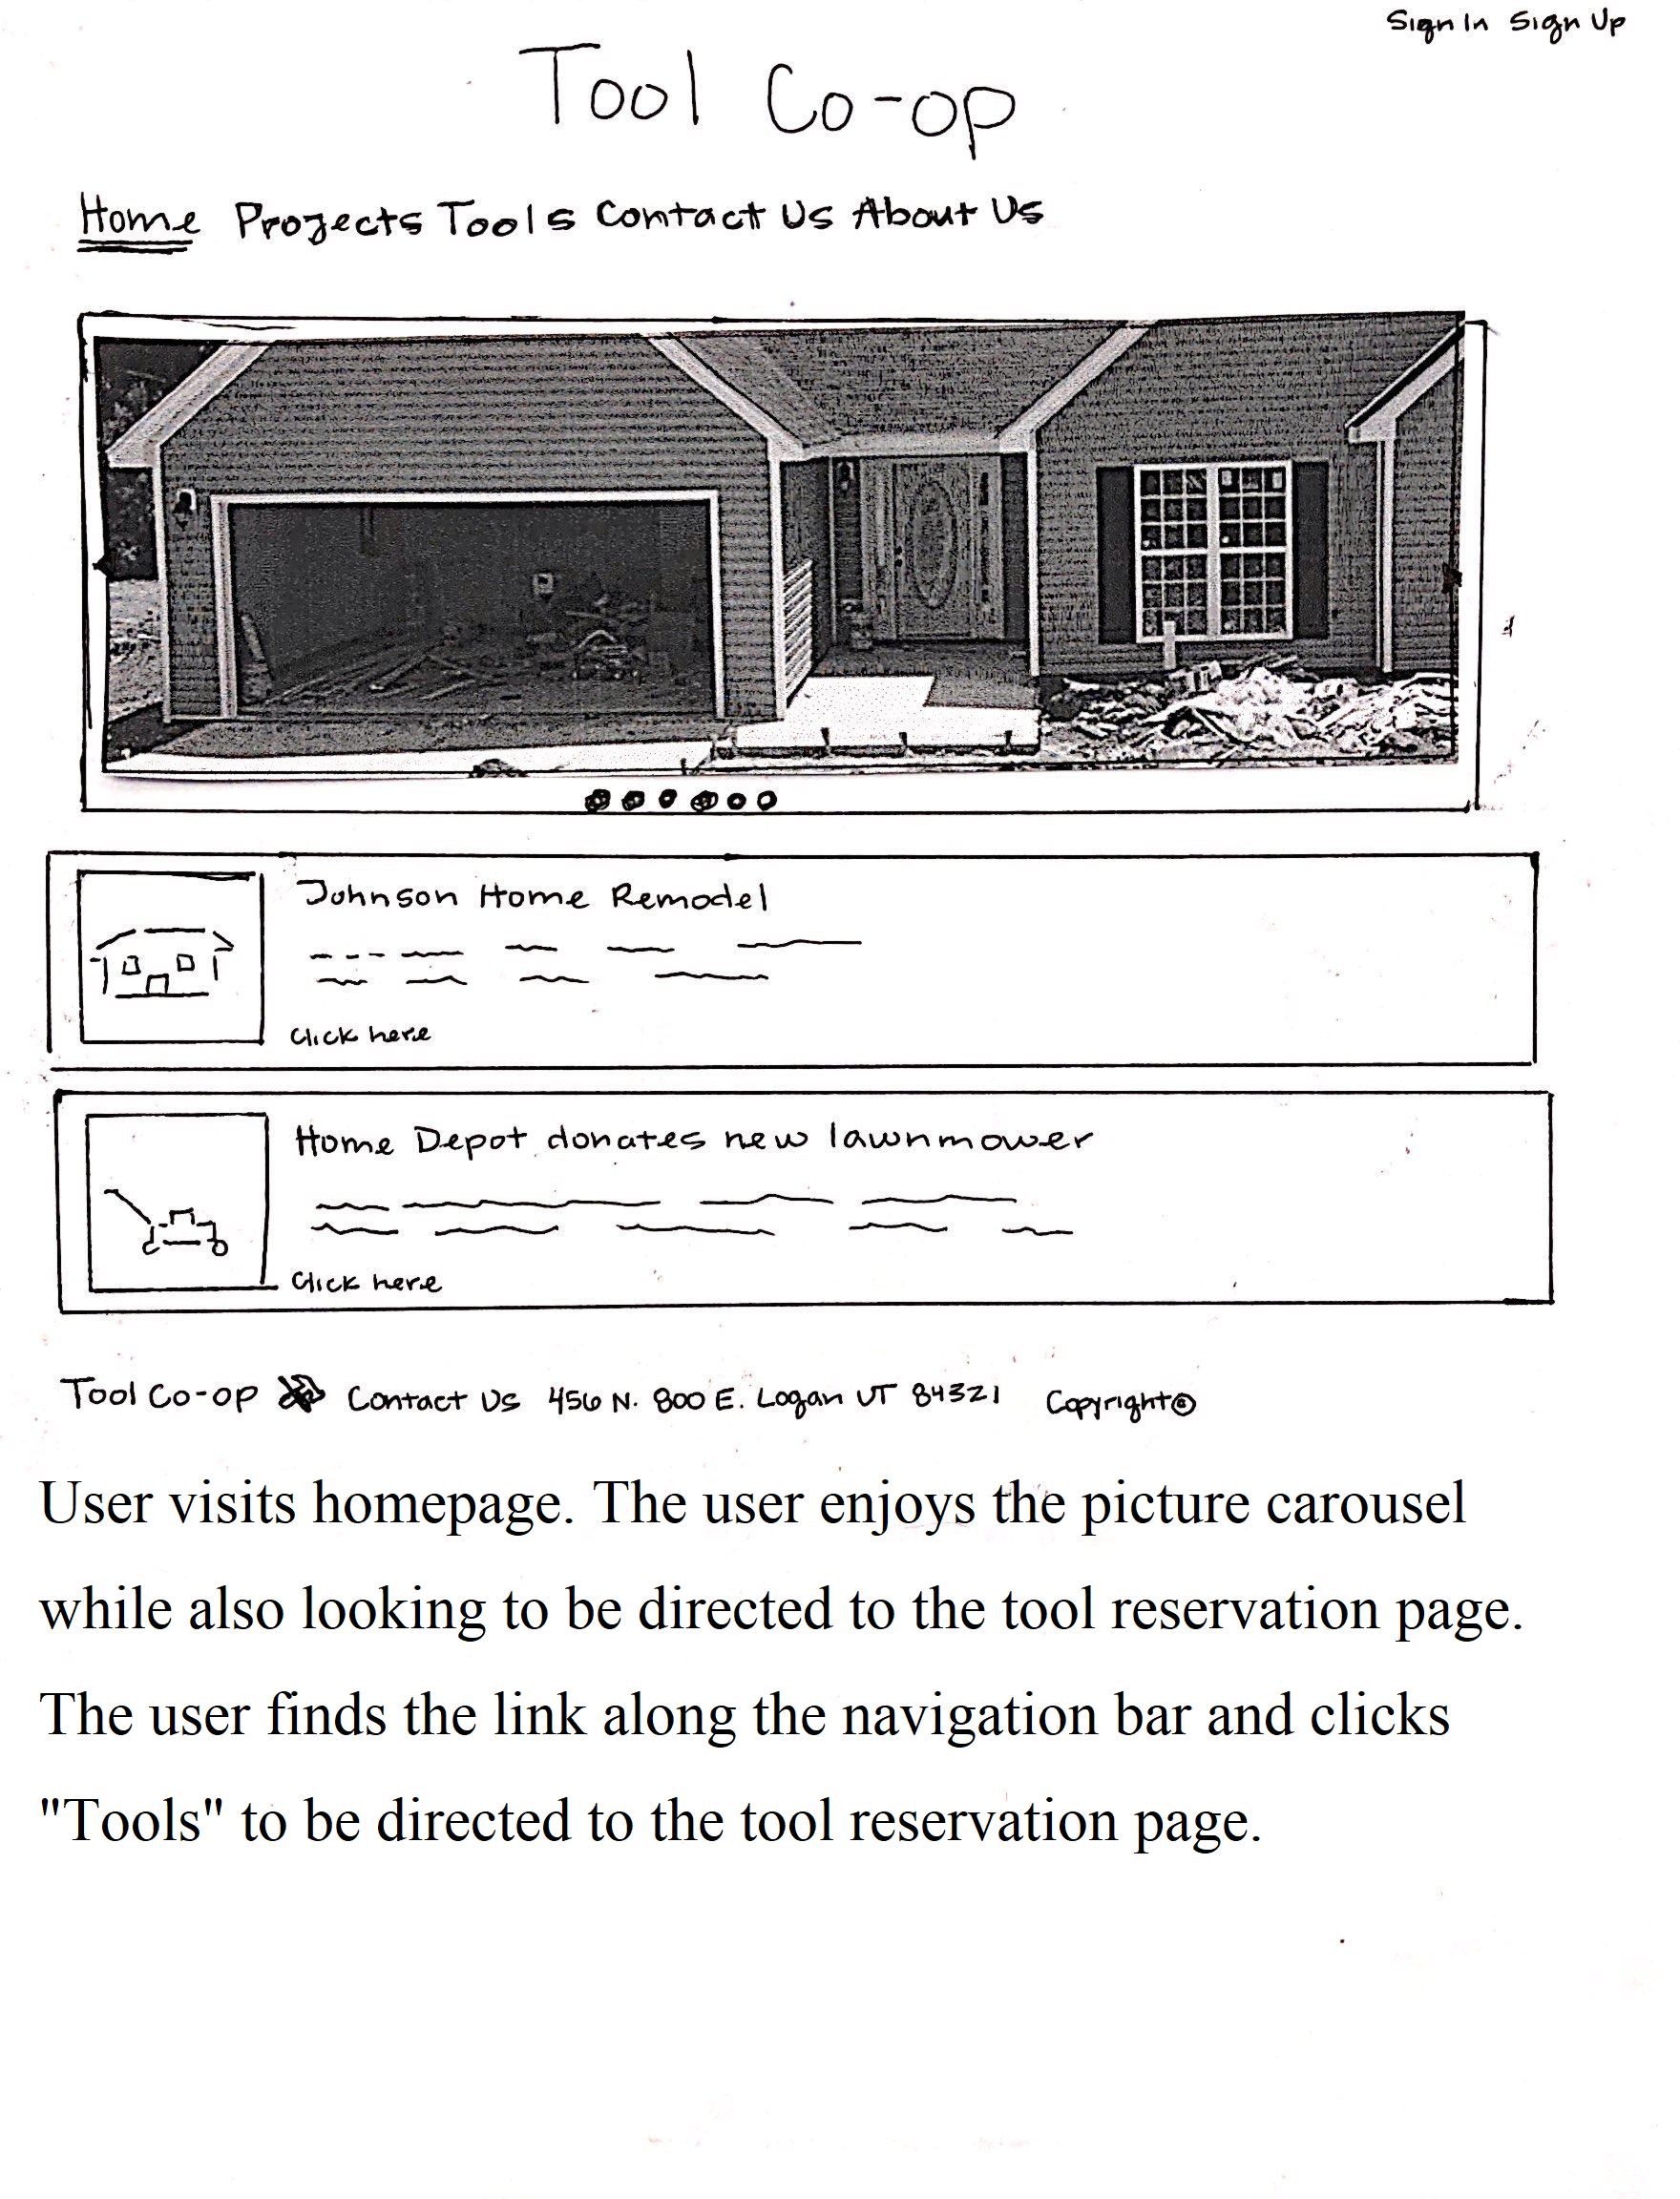 Sign In Sign Up
Tool Co-op
Home Projects Tools Contact Us About Us
Johnson Home Remodel
Click here
Home Depot donates new lawnmower
Click here
Tool Co-op Contact Us 456 N. 800 E. Logan UT 84321 Copyright©
User visits homepage. The user enjoys the picture carousel
while also looking to be directed to the tool reservation page.
The user finds the link along the navigation bar and clicks
"Tools" to be directed to the tool reservation page.